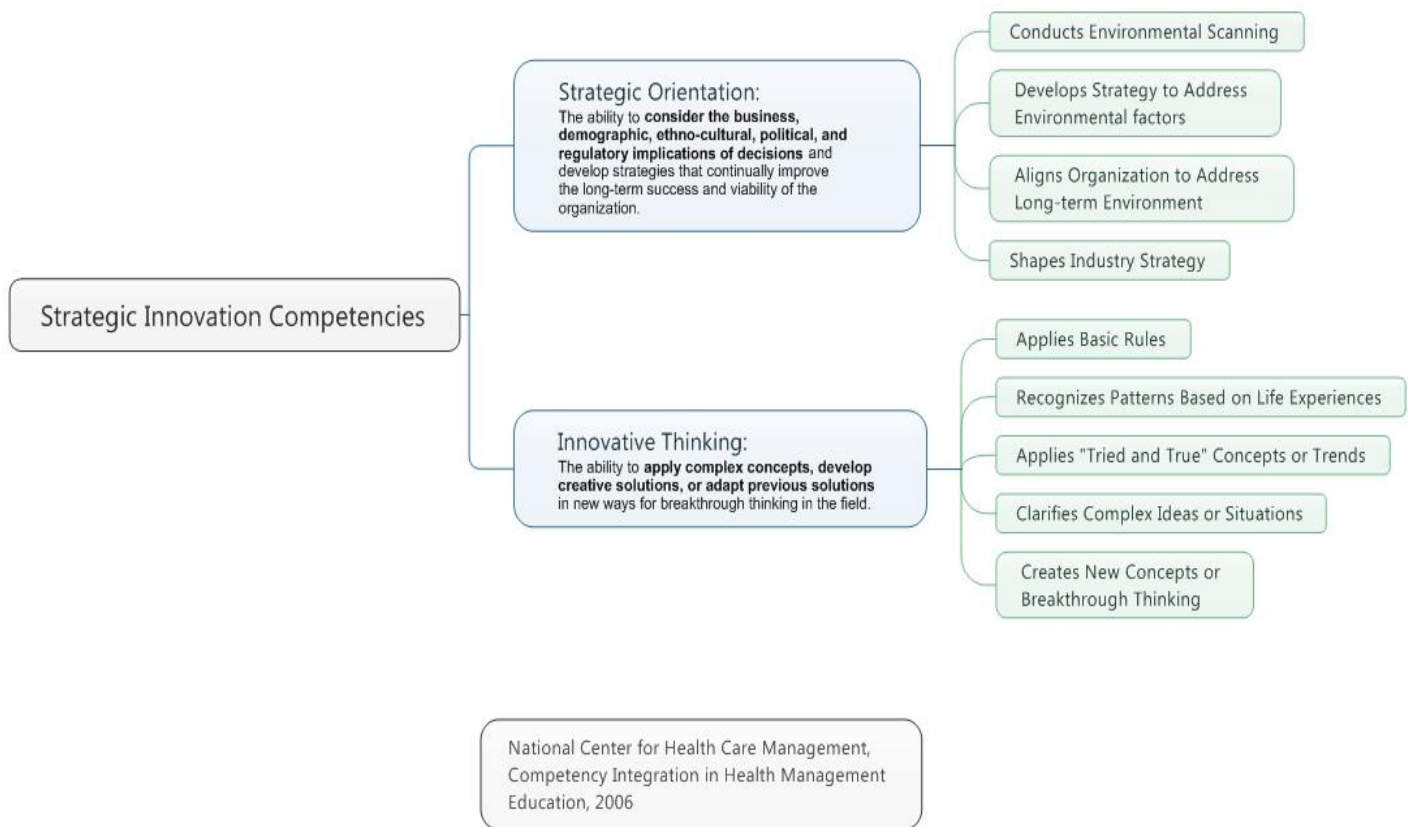 Strategic Innovation Competencies
Strategic Orientation:
The ability to consider the business,
demographic, ethno-cultural, political, and
regulatory implications of decisions and
develop strategies that continually improve
the long-term success and viability of the
organization.
Conducts Environmental Scanning
Develops Strategy to Address
Environmental factors
Aligns Organization to Address
Long-term Environment
Shapes Industry Strategy
Innovative Thinking:
The ability to apply complex concepts, develop
creative solutions, or adapt previous solutions
in new ways for breakthrough thinking in the field.
Applies Basic Rules
Recognizes Patterns Based on Life Experiences
Applies "Tried and True" Concepts or Trends
Clarifies Complex Ideas or Situations
Creates New Concepts or
Breakthrough Thinking
National Center for Health Care Management,
Competency Integration in Health Management
Education, 2006